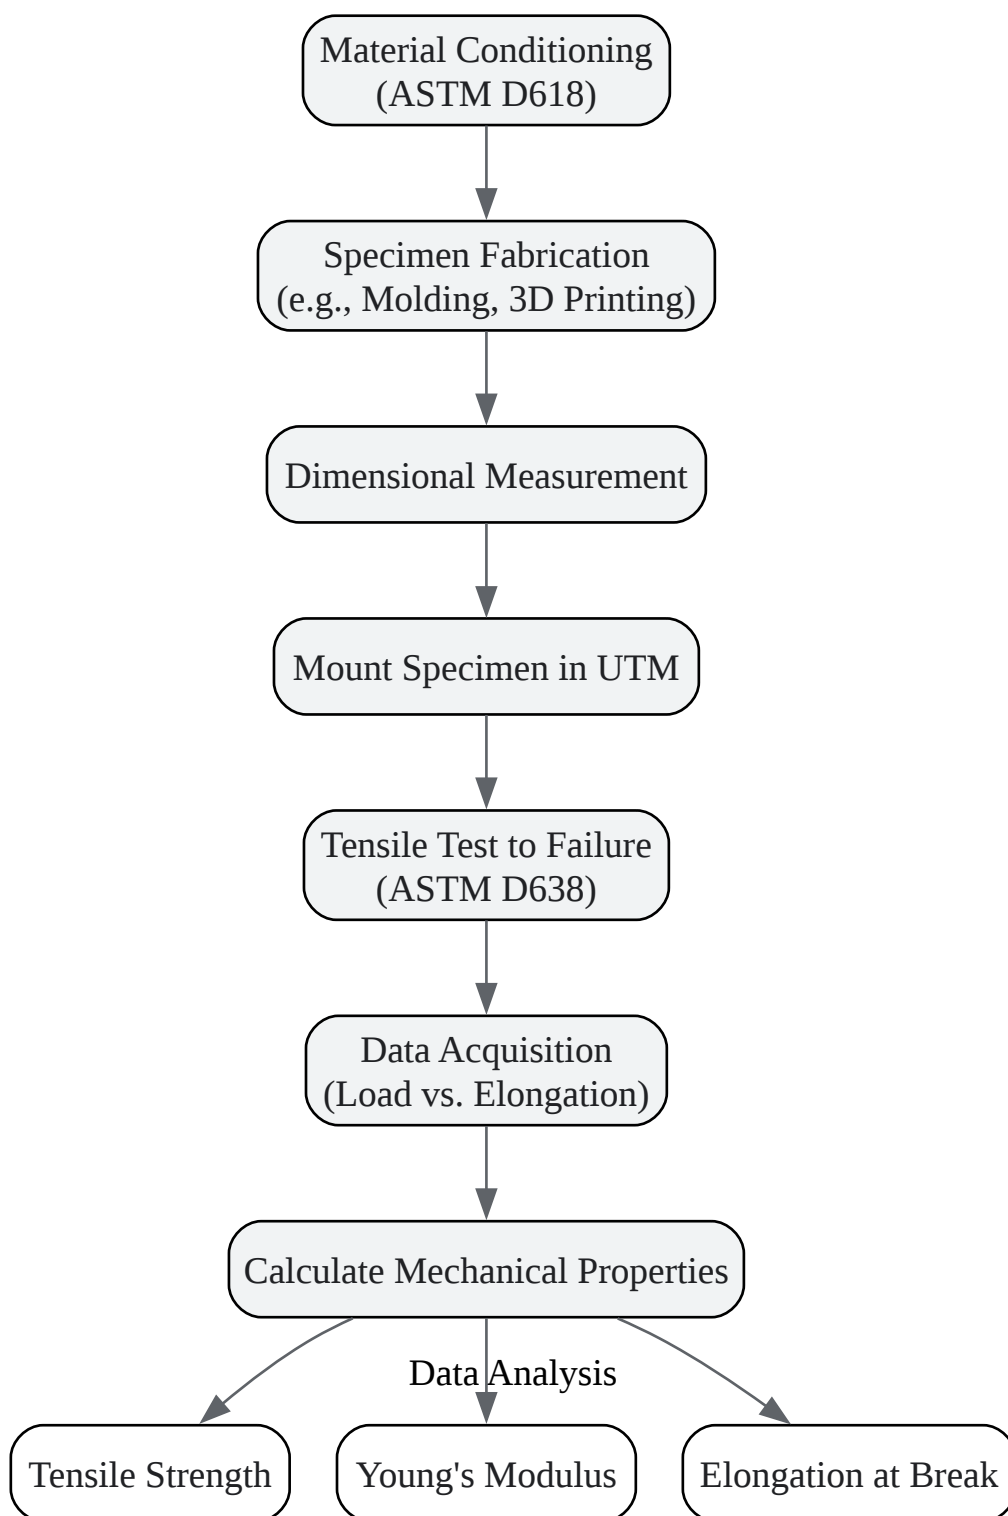 Material Conditioning
(ASTM D618)
Specimen Fabrication
(e.g., Molding, 3D Printing)
Dimensional Measurement
Mount Specimen in UTM
Tensile Test to Failure
(ASTM D638)
Data Acquisition
(Load vs. Elongation)
Calculate Mechanical Properties
Data Analysis
Tensile Strength
Young's Modulus
Elongation at Break